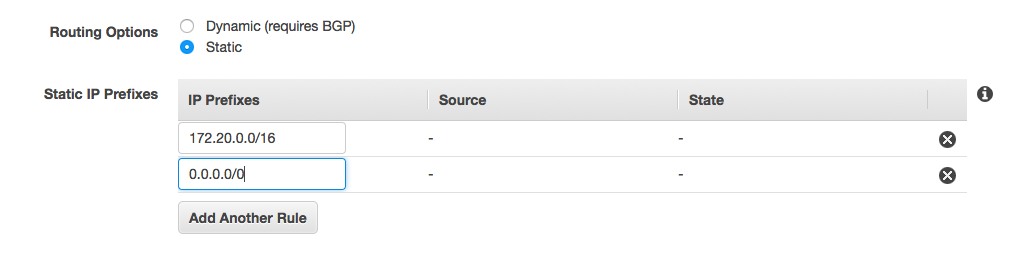 Routing Options
Dynamic (requires BGP)
Static
Static IP Prefixes
IP Prefixes Source State
172.20.0.0/16 - -
0.0.0.0/0 - -
Add Another Rule